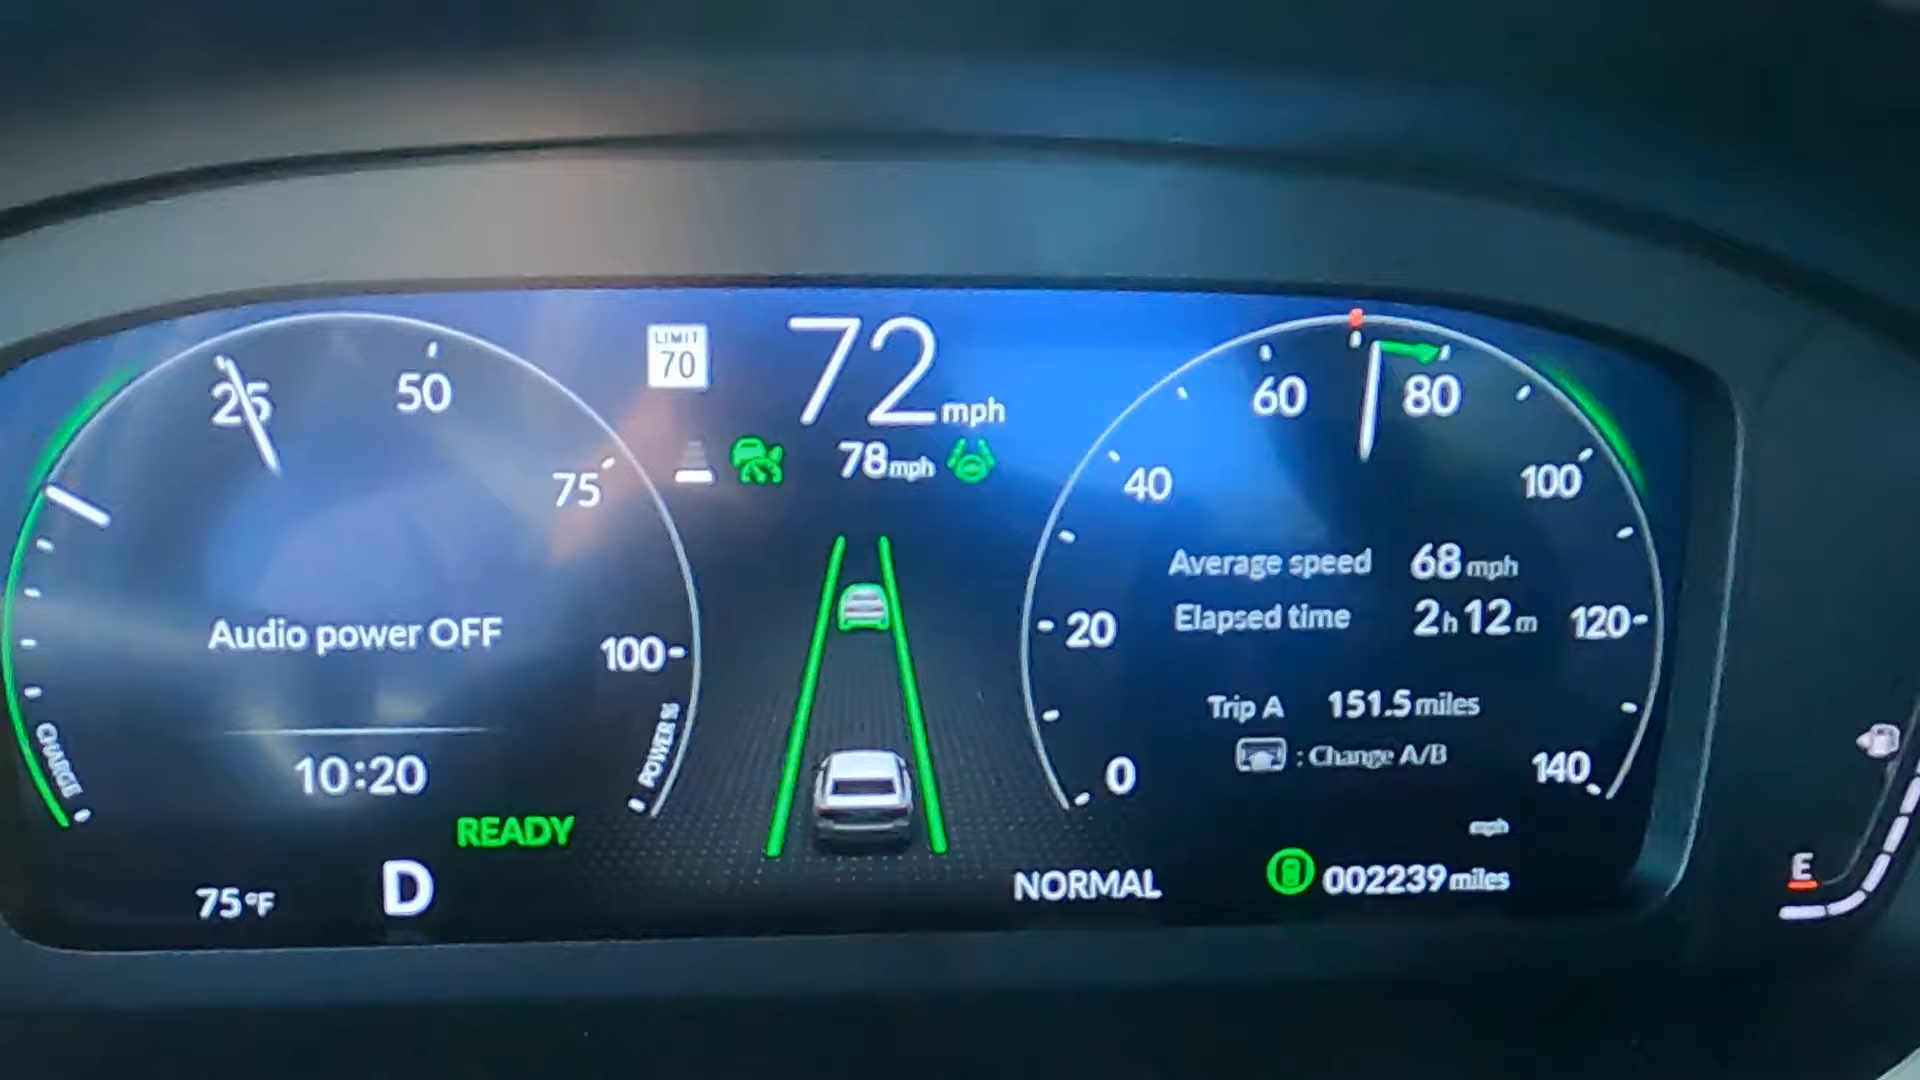 LIMIT
70
72 mph
78 mph
25
50
75
100
CHARGE
POWER %
Audio power OFF
10:20
READY
75°F
D
0
20
40
60
80
100
120
140
Average speed 68 mph
Elapsed time 2h 12m
Trip A 151.5 miles
: Change A/B
mph
NORMAL
002239 miles
E